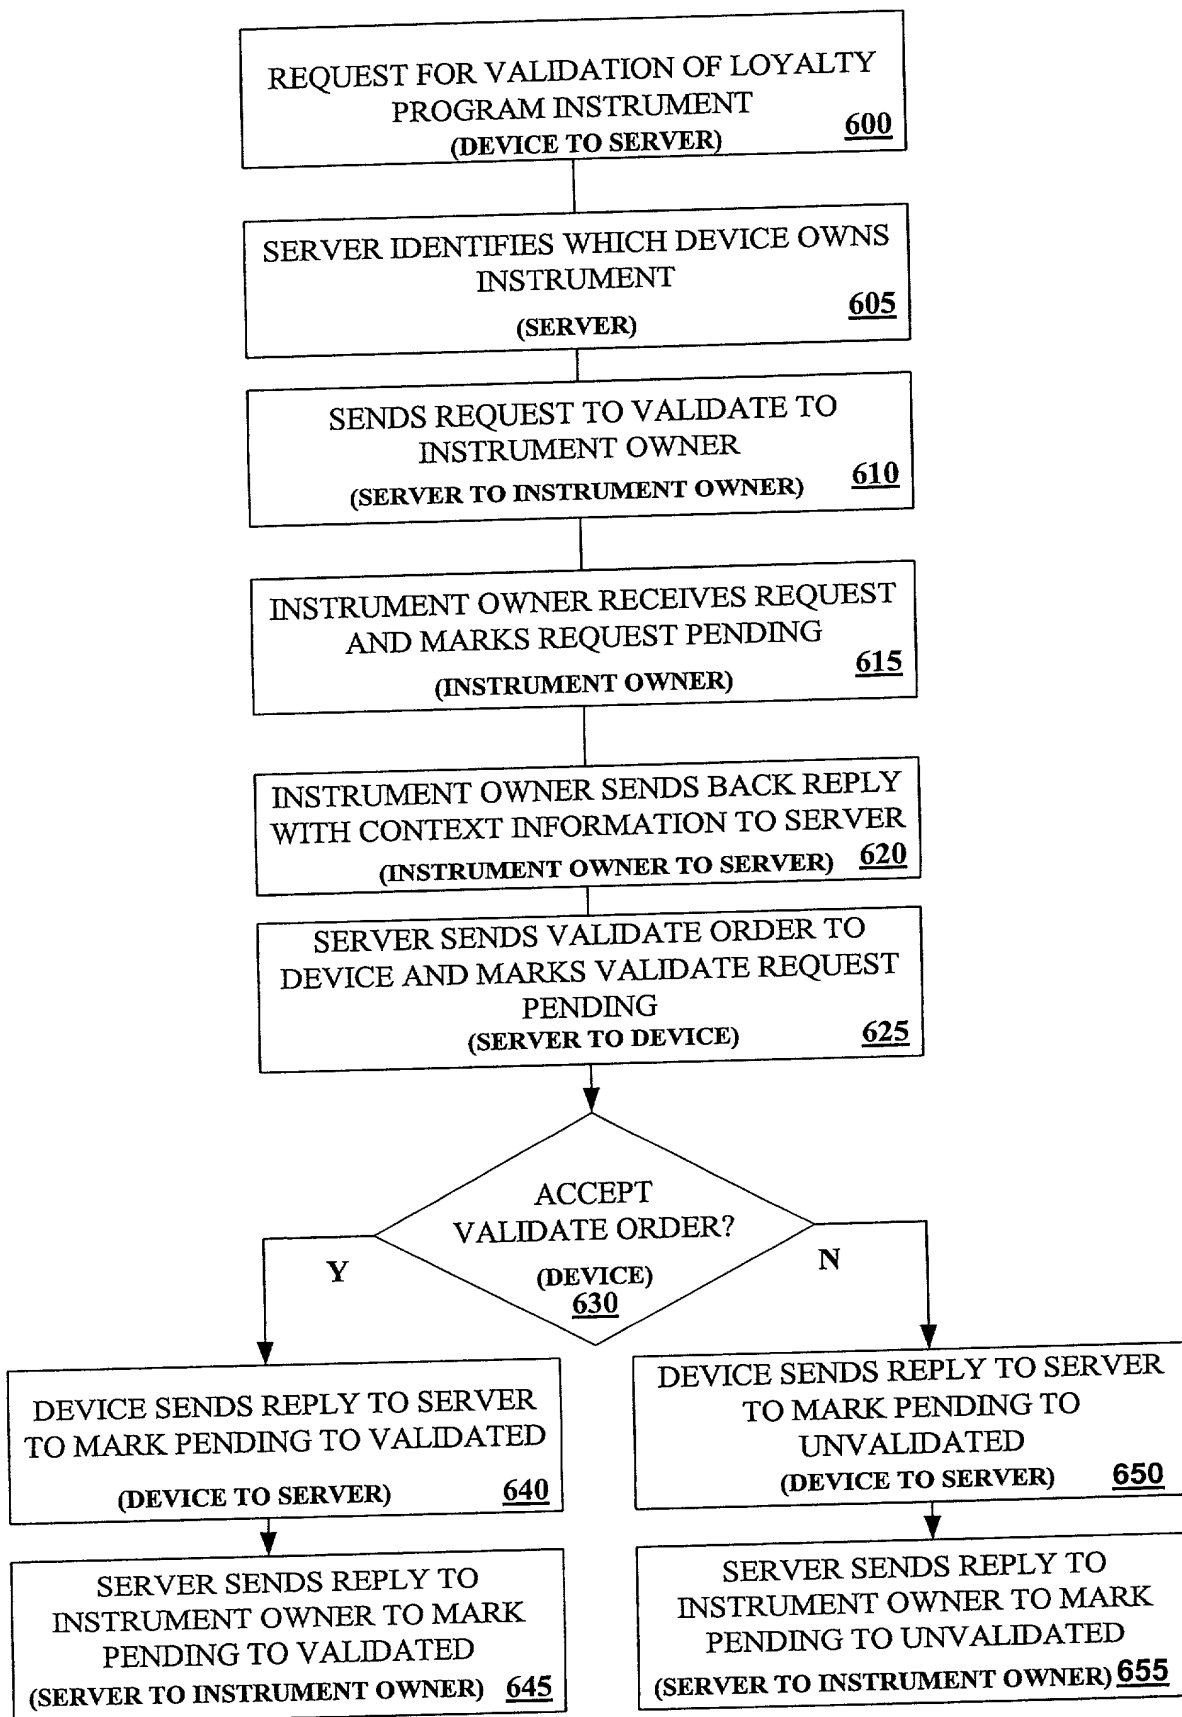 REQUEST FOR VALIDATION OF LOYALTY
PROGRAM INSTRUMENT
(DEVICE TO SERVER)
600
SERVER IDENTIFIES WHICH DEVICE OWNS
INSTRUMENT
(SERVER)
605
SENDS REQUEST TO VALIDATE TO
INSTRUMENT OWNER
(SERVER TO INSTRUMENT OWNER)
610
INSTRUMENT OWNER RECEIVES REQUEST
AND MARKS REQUEST PENDING
(INSTRUMENT OWNER)
615
INSTRUMENT OWNER SENDS BACK REPLY
WITH CONTEXT INFORMATION TO SERVER
(INSTRUMENT OWNER TO SERVER)
620
SERVER SENDS VALIDATE ORDER TO
DEVICE AND MARKS VALIDATE REQUEST
PENDING
(SERVER TO DEVICE)
625
ACCEPT
VALIDATE ORDER?
(DEVICE)
630
Y
N
DEVICE SENDS REPLY TO SERVER
TO MARK PENDING TO VALIDATED
(DEVICE TO SERVER)
640
DEVICE SENDS REPLY TO SERVER
TO MARK PENDING TO
UNVALIDATED
(DEVICE TO SERVER)
650
SERVER SENDS REPLY TO
INSTRUMENT OWNER TO MARK
PENDING TO VALIDATED
(SERVER TO INSTRUMENT OWNER)
645
SERVER SENDS REPLY TO
INSTRUMENT OWNER TO MARK
PENDING TO UNVALIDATED
(SERVER TO INSTRUMENT OWNER)
655